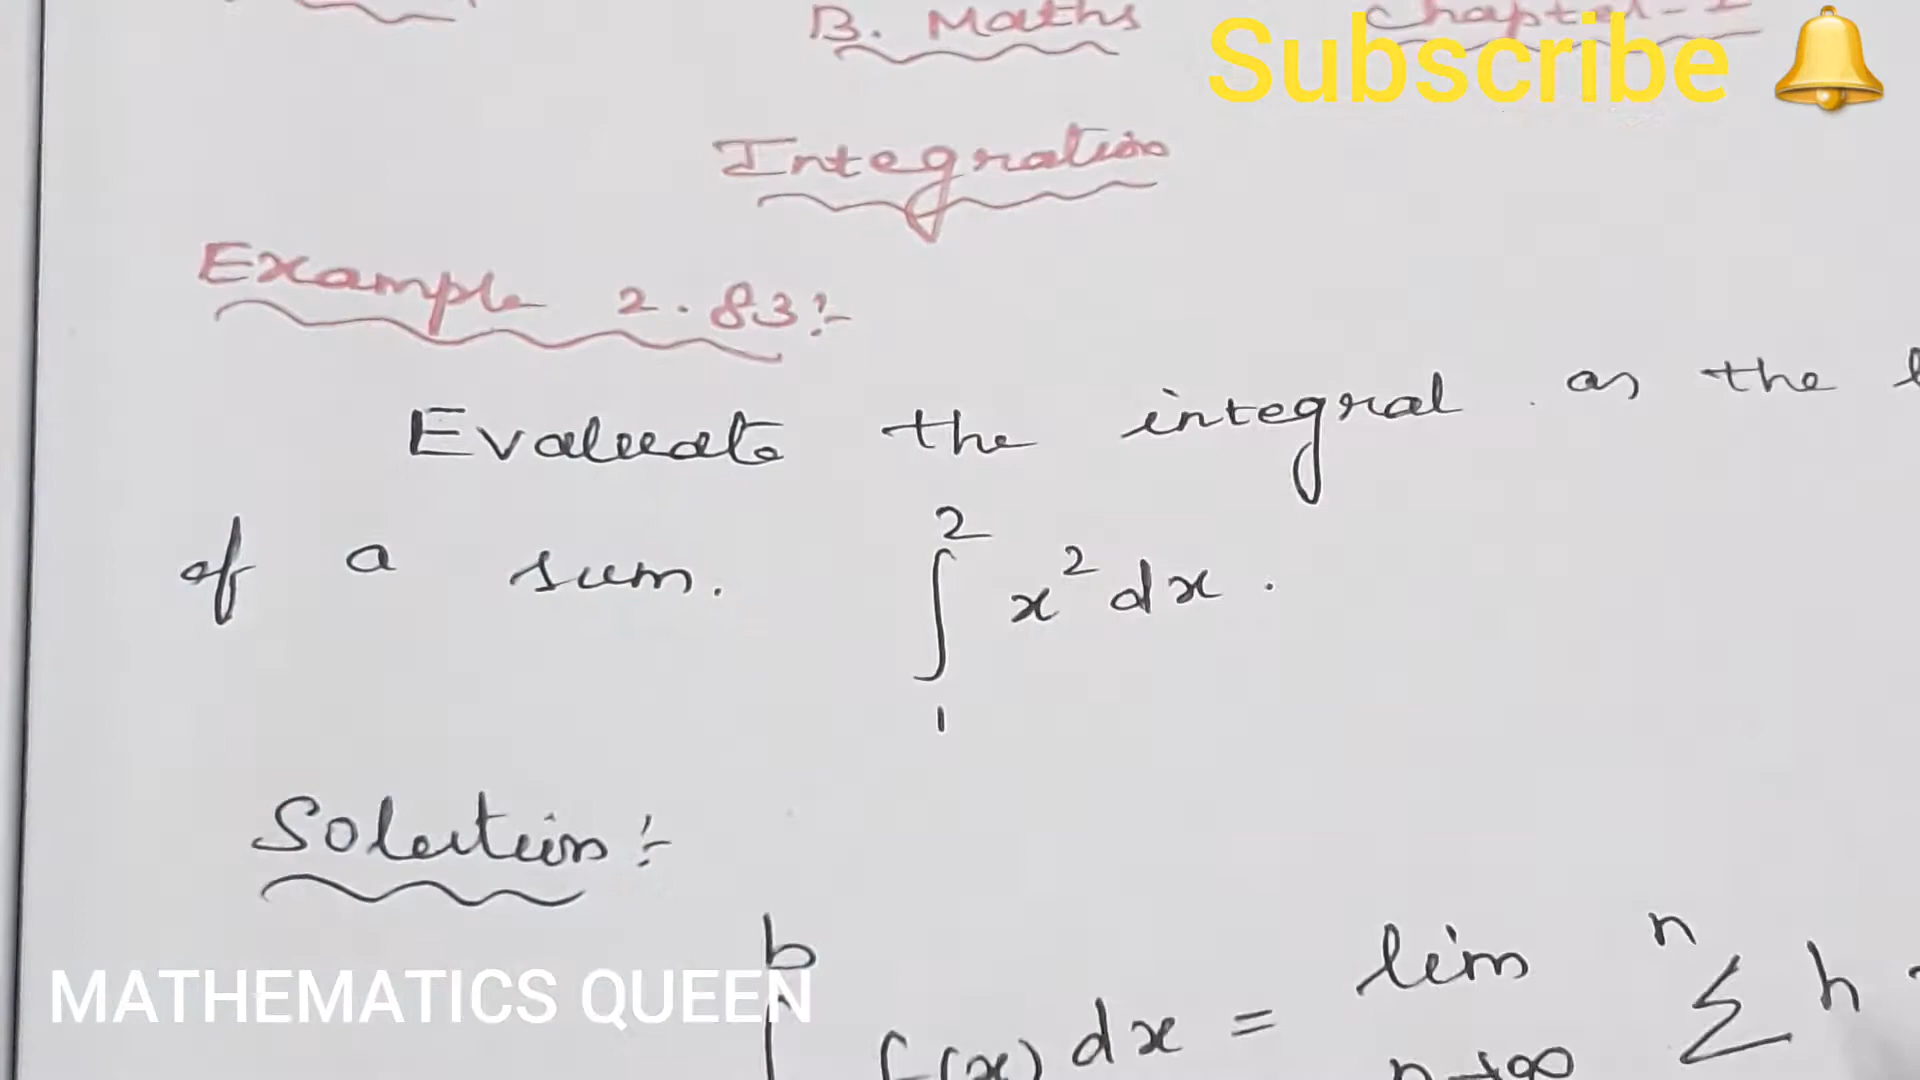 B. Maths
Subscribe
Integration
Example 2.83:-
Evaluate the integral as the
of a sum. ∫₁² x² dx.
Solution:-
MATHEMATICS QUEEN
b
∫ f(x) dx = lim n→∞ n Σ h